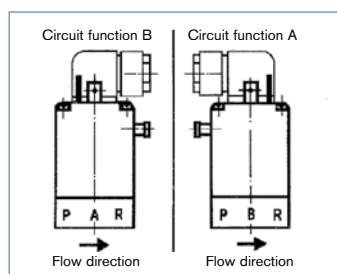 Circuit function B
Circuit function A
P A R
P B R
Flow direction
Flow direction